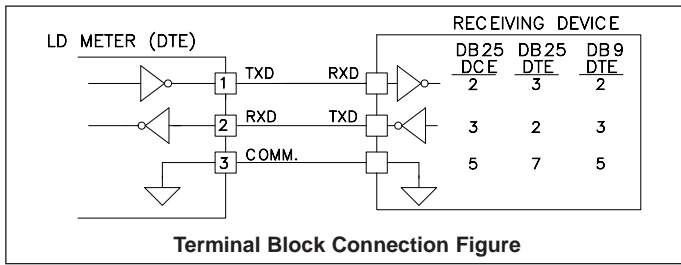 RECEIVING DEVICE
LD METER (DTE)
DB25 DB25 DB9
DCE DTE DTE
1 TXD RXD 2 3 2
2 RXD TXD 3 2 3
3 COMM. 5 7 5
Terminal Block Connection Figure